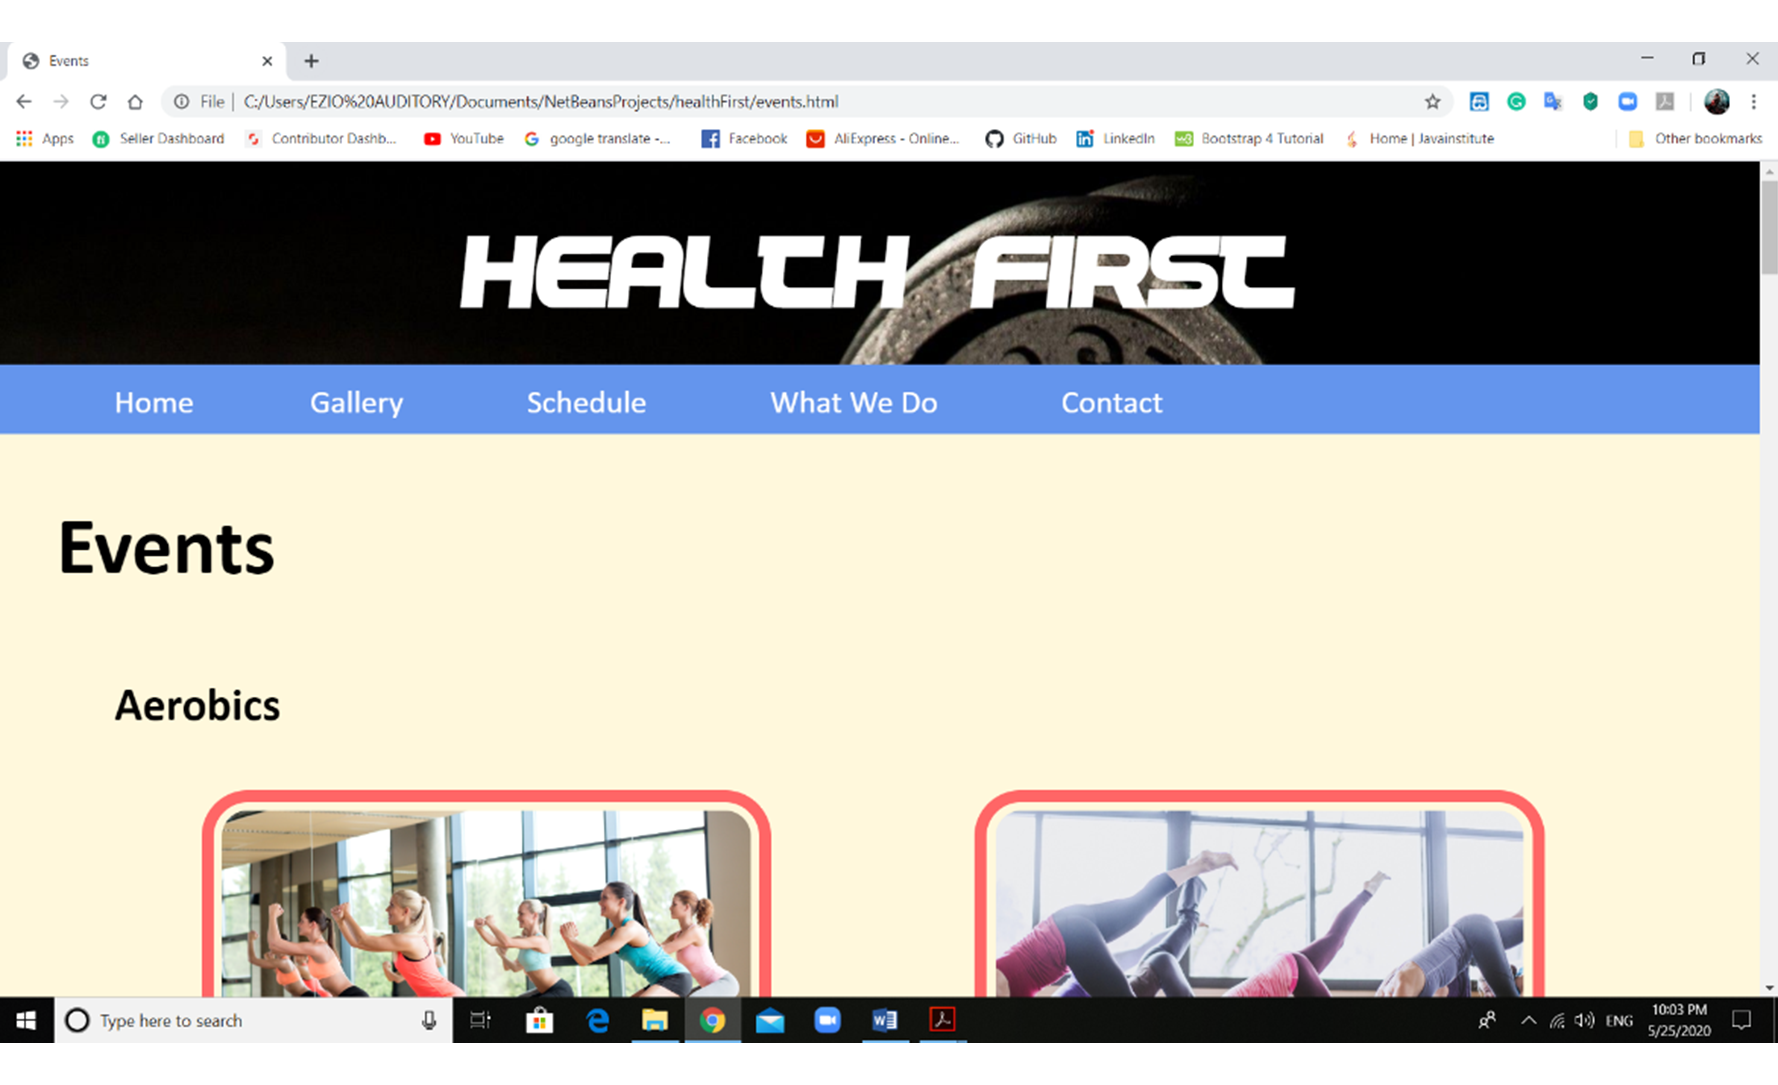 Events
File | C:/Users/EZIO%20AUDITORY/Documents/NetBeansProjects/healthFirst/events.html
Apps Seller Dashboard Contributor Dashb... YouTube google translate -... Facebook AliExpress - Online... GitHub LinkedIn Bootstrap 4 Tutorial Home | Javainstitute Other bookmarks
HEALTH FIRST
Home Gallery Schedule What We Do Contact
Events
Aerobics
Type here to search
ENG
10:03 PM
5/25/2020